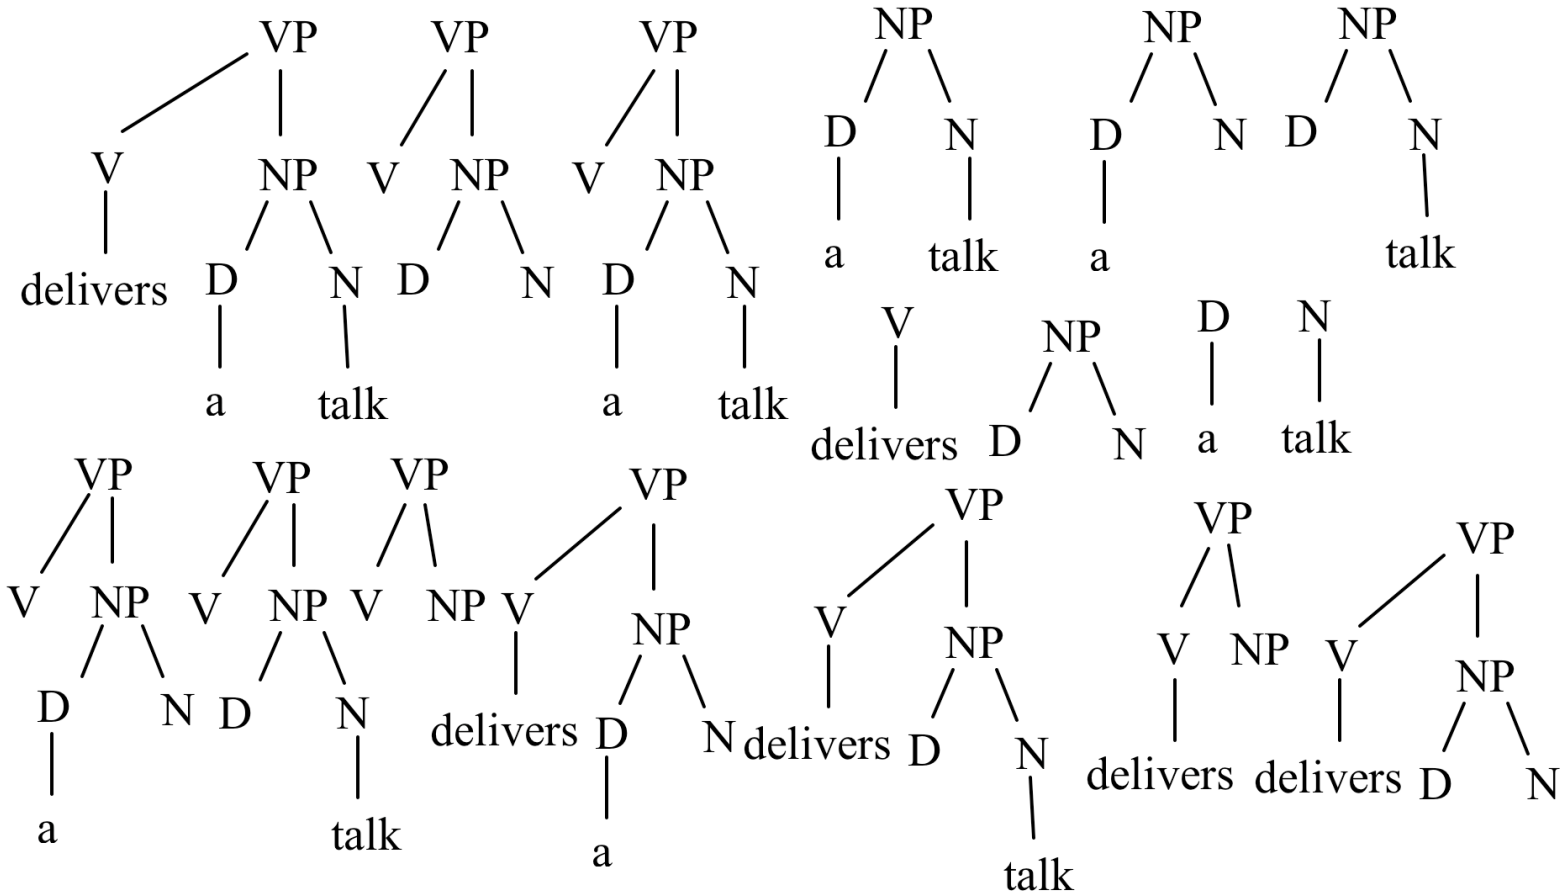 VP VP VP NP NP NP
D N D N D N
V NP V NP V NP
a talk a talk
delivers D N D N D N
V NP D N
a talk a talk
delivers D N a talk
VP VP VP VP VP VP VP
V NP V NP V NP V NP V NP V NP V NP
D N D N delivers D N delivers D N delivers delivers D N
a talk a talk